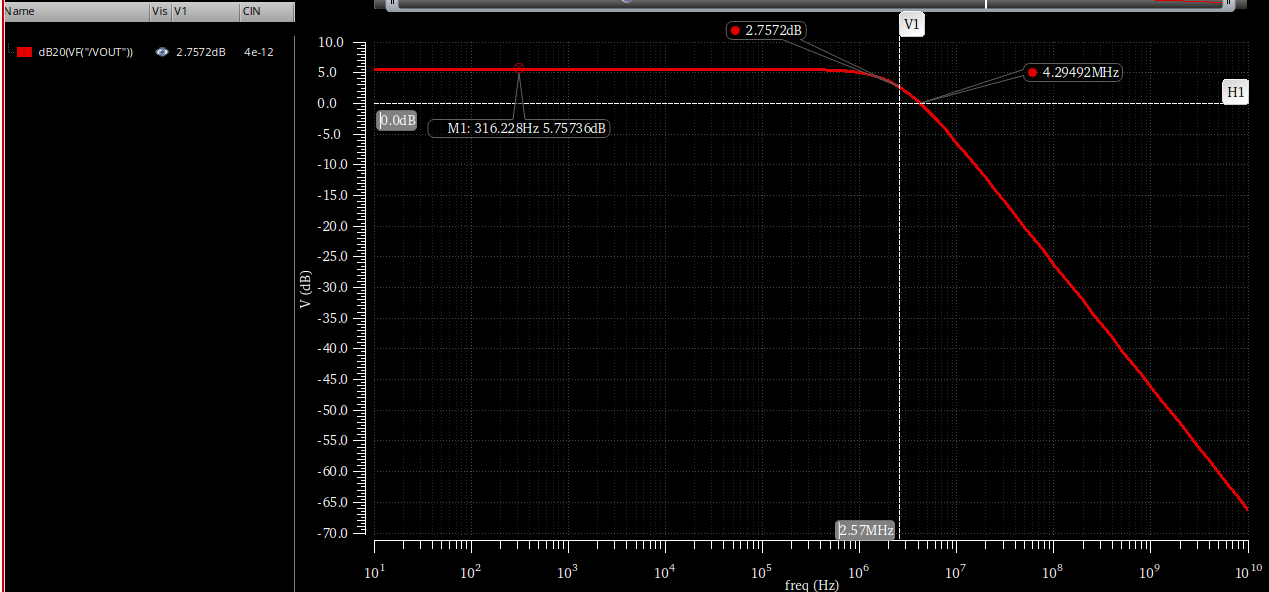 Name Vis V1 CIN
dB20(VF("/VOUT")) 2.7572dB 4e-12
V1
2.7572dB
4.29492MHz
H1
0.0dB
M1: 316.228Hz 5.75736dB
2.57MHz
V (dB)
10.0
5.0
0.0
-5.0
-10.0
-15.0
-20.0
-25.0
-30.0
-35.0
-40.0
-45.0
-50.0
-55.0
-60.0
-65.0
-70.0
10¹ 10² 10³ 10⁴ 10⁵ 10⁶ 10⁷ 10⁸ 10⁹ 10¹⁰
freq (Hz)